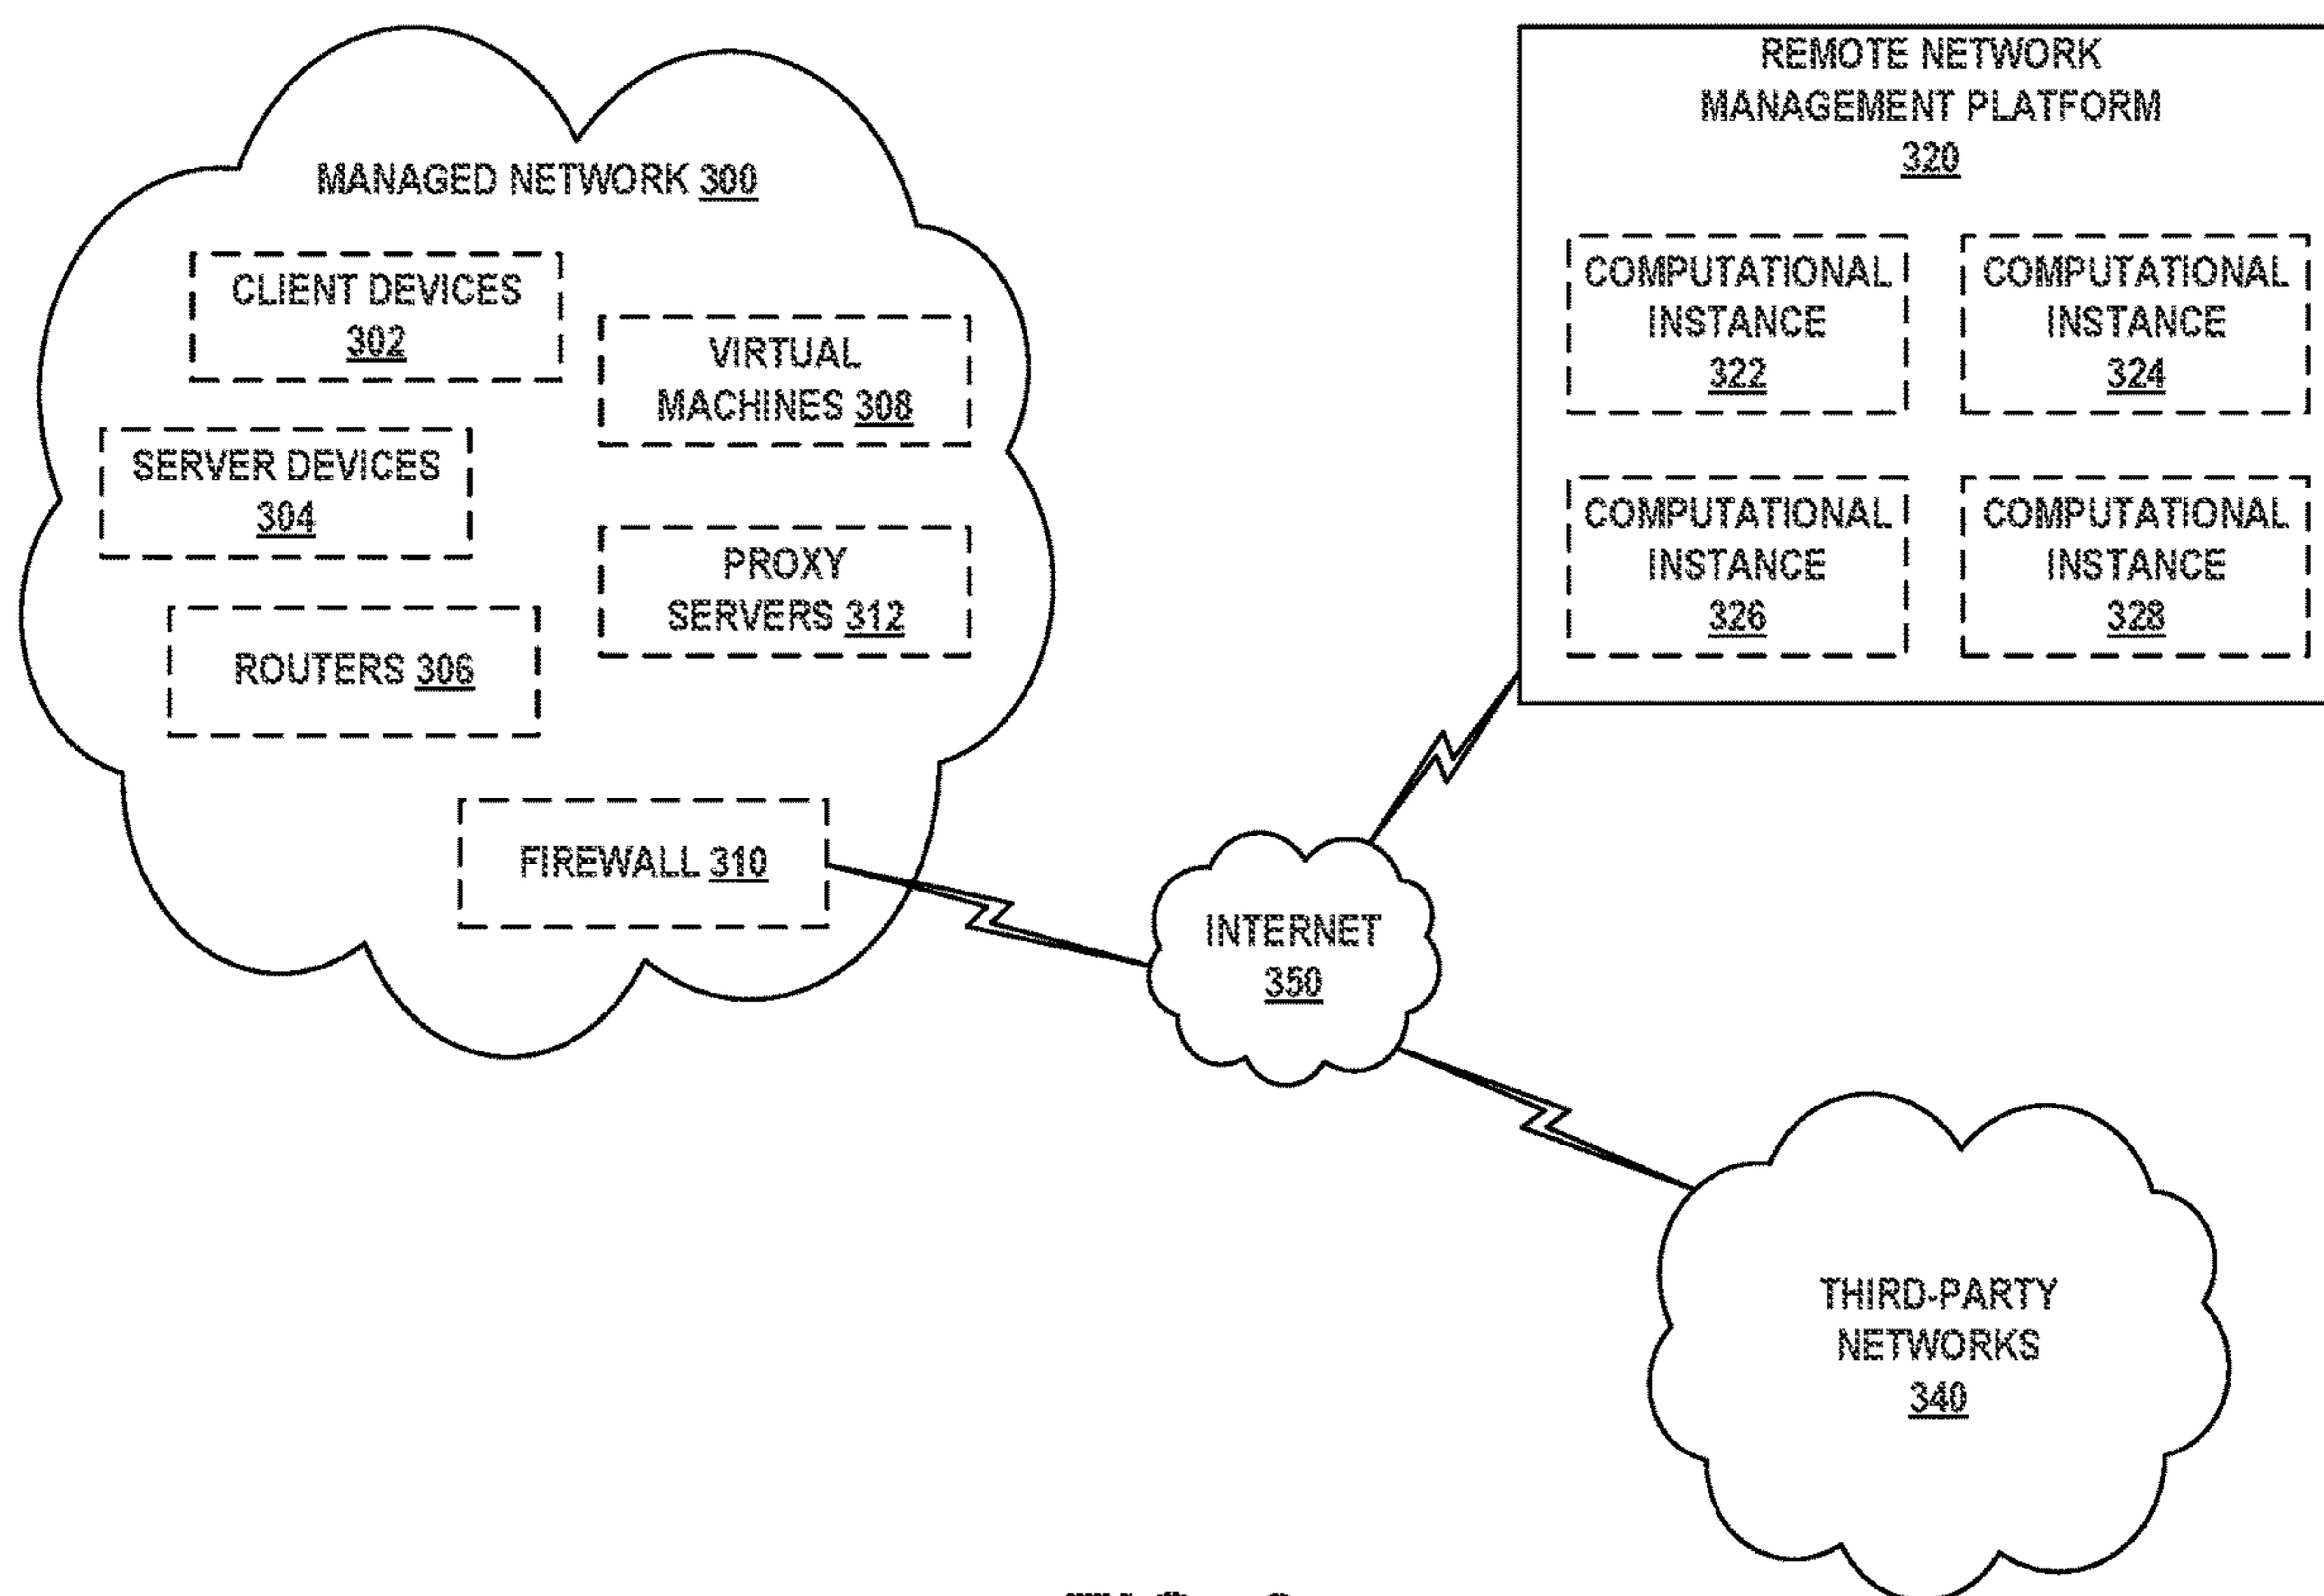 MANAGED NETWORK 300
CLIENT DEVICES
302
VIRTUAL
MACHINES 308
SERVER DEVICES
304
PROXY
SERVERS 312
ROUTERS 306
FIREWALL 310
REMOTE NETWORK
MANAGEMENT PLATFORM
320
COMPUTATIONAL
INSTANCE
322
COMPUTATIONAL
INSTANCE
324
COMPUTATIONAL
INSTANCE
326
COMPUTATIONAL
INSTANCE
328
INTERNET
350
THIRD-PARTY
NETWORKS
340